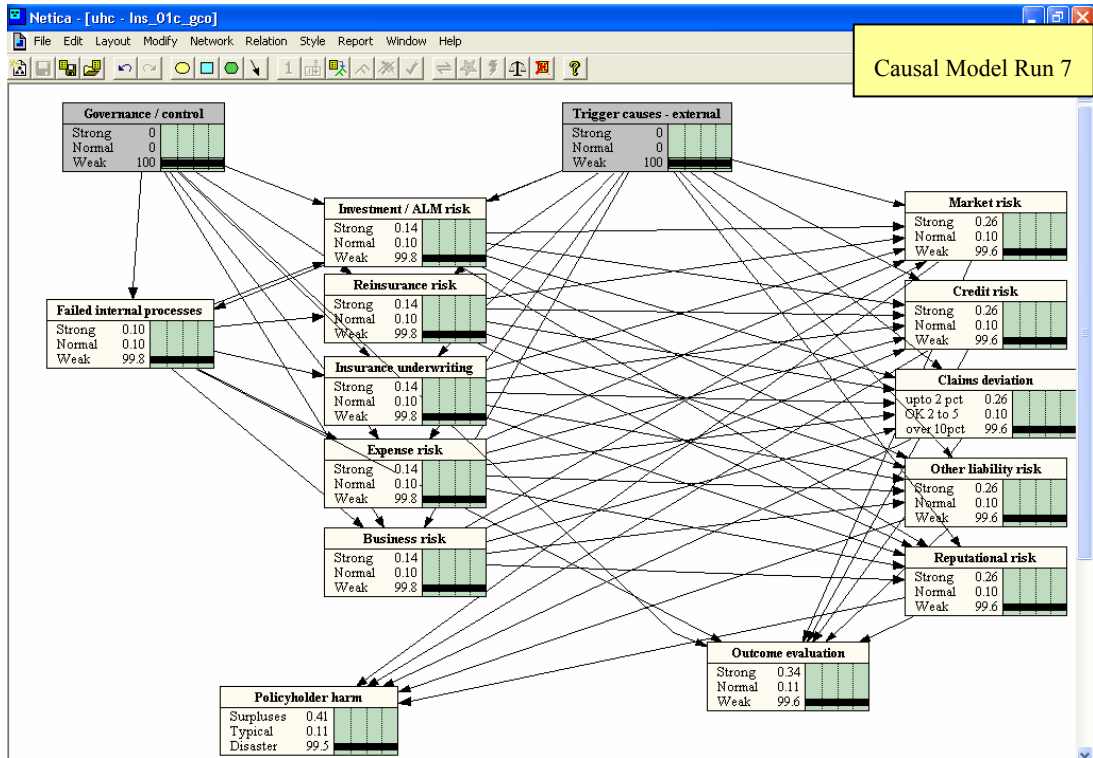 Netica - [uhc - Ins_01c_gco]
File Edit Layout Modify Network Relation Style Report Window Help
Causal Model Run 7
Governance / control
Strong 0
Normal 0
Weak 100
Trigger causes - external
Strong 0
Normal 0
Weak 100
Investment / ALM risk
Strong 0.14
Normal 0.10
Weak 99.8
Market risk
Strong 0.26
Normal 0.10
Weak 99.6
Reinsurance risk
Strong 0.14
Normal 0.10
Weak 99.8
Credit risk
Strong 0.26
Normal 0.10
Weak 99.6
Failed internal processes
Strong 0.10
Normal 0.10
Weak 99.8
Insurance underwriting
Strong 0.14
Normal 0.10
Weak 99.8
Claims deviation
upto 2 pct 0.26
OK 2 to 5 0.10
over 10pct 99.6
Expense risk
Strong 0.14
Normal 0.10
Weak 99.8
Other liability risk
Strong 0.26
Normal 0.10
Weak 99.6
Business risk
Strong 0.14
Normal 0.10
Weak 99.8
Reputational risk
Strong 0.26
Normal 0.10
Weak 99.6
Outcome evaluation
Strong 0.34
Normal 0.11
Weak 99.6
Policyholder harm
Surpluses 0.41
Typical 0.11
Disaster 99.5